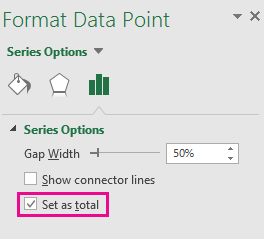 Format Data Point
Series Options
Series Options
Gap Width 50%
Show connector lines
Set as total